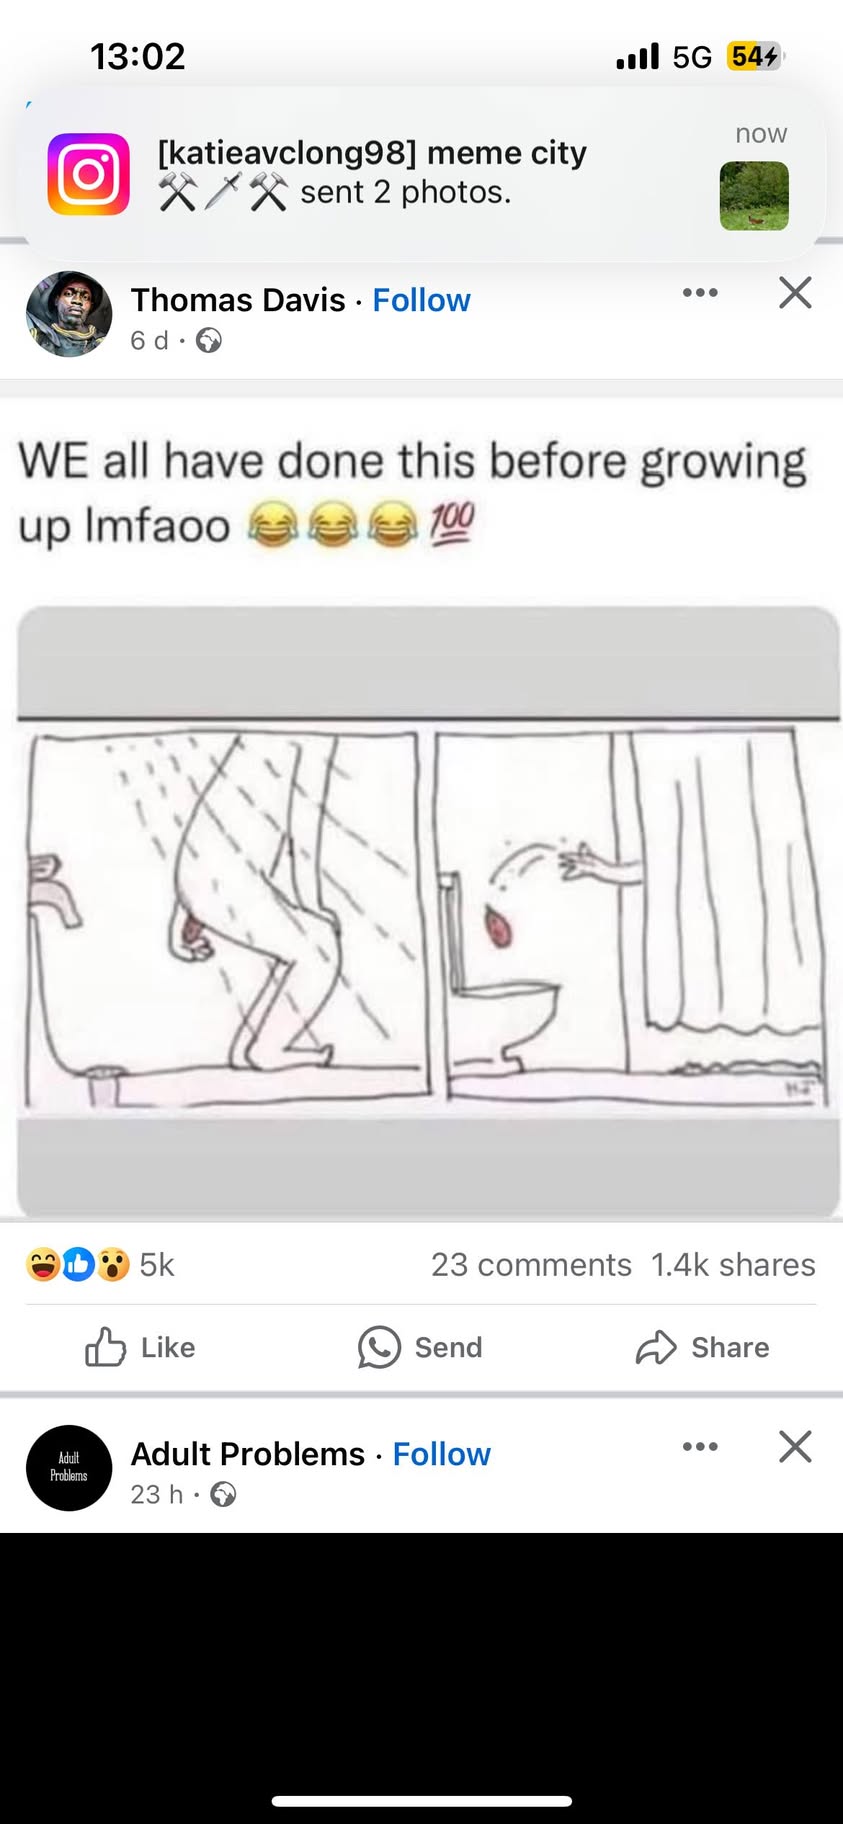 13:02
5G 54
now
[katieavclong98] meme city
⚒️🗡️⚒️ sent 2 photos.
Thomas Davis · Follow
6 d ·
WE all have done this before growing
up lmfaoo 😂😂😂💯
5k 23 comments 1.4k shares
Like Send Share
Adult
Problems
Adult Problems · Follow
23 h ·